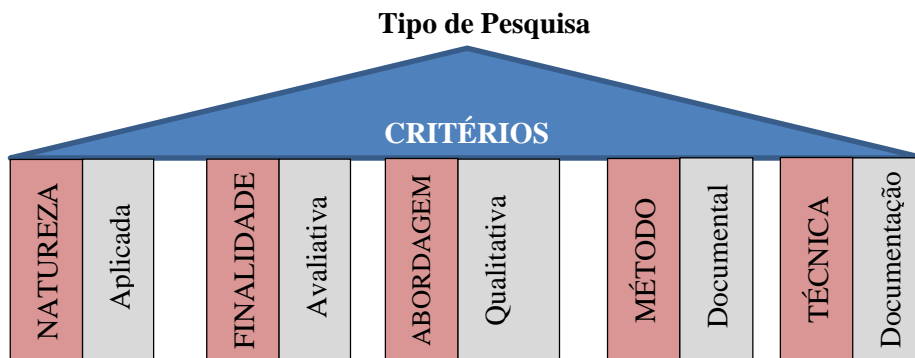 Tipo de Pesquisa
CRITÉRIOS
NATUREZA
Aplicada
FINALIDADE
Avaliativa
ABORDAGEM
Qualitativa
MÉTODO
Documental
TÉCNICA
Documentação